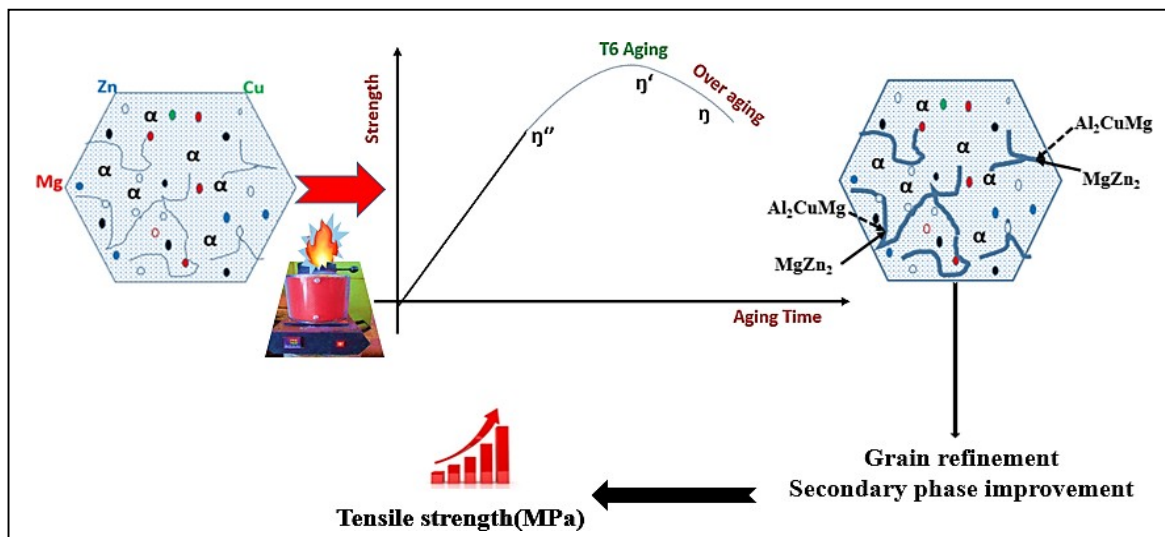 Zn
Cu
α
α
α
α
α
α
Mg
Strength
T6 Aging
ŋ'
Over aging
ŋ
ŋ"
Aging Time
α
α
α
α
α
α
Al₂CuMg
MgZn₂
Al₂CuMg
MgZn₂
Grain refinement
Secondary phase improvement
Tensile strength(MPa)